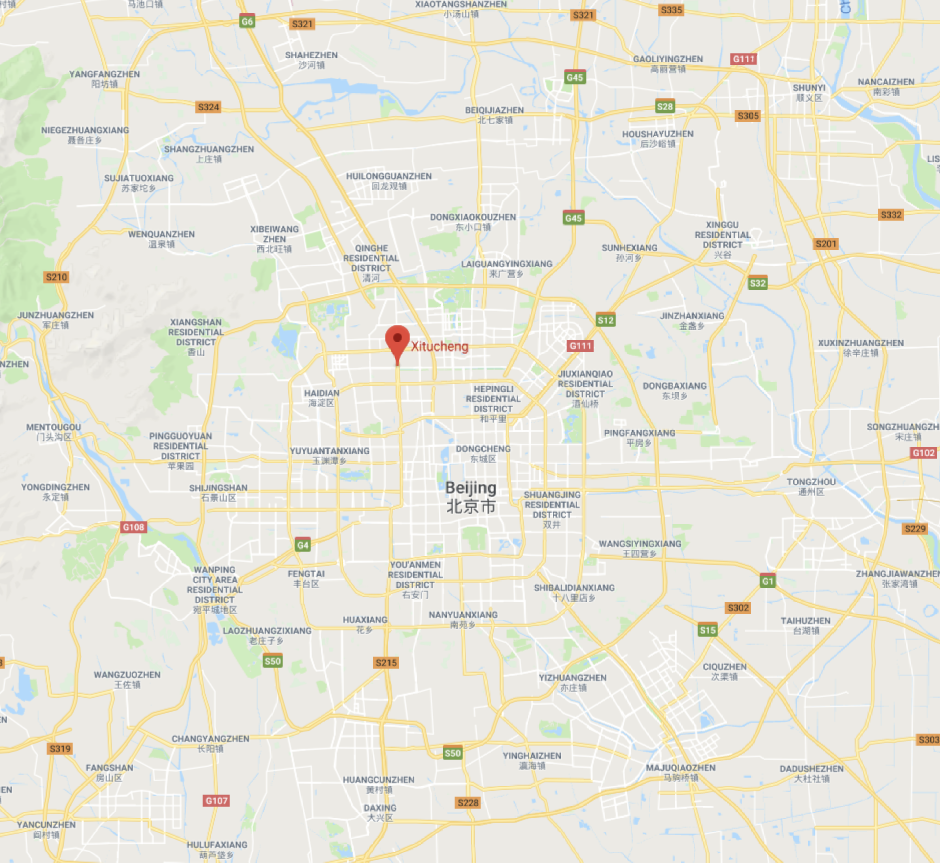 村镇
马池口镇
G6
S321
XIAOTANGSHANZHEN
小汤山镇
S321
S335
SHAHEZHEN
沙河镇
GAOLIYINGZHEN
高丽营镇
G111
YANGFANGZHEN
阳坊镇
G45
SHUNYI
顺义区
NANCAIZHEN
南彩镇
S324
BEIQIJIAZHEN
北七家镇
S28
S305
NIEGEZHUANGXIANG
聂各庄乡
HOUSHAYUZHEN
后沙峪镇
SHANGZHUANGZHEN
上庄镇
LIS
SUJIATUOXIANG
苏家坨乡
HUILONGGUANZHEN
回龙观镇
DONGXIAOKOUZHEN
东小口镇
G45
S332
WENQUANZHEN
温泉镇
XIBEIWANG
ZHEN
西北旺镇
QINGHE
RESIDENTIAL
DISTRICT
清河
SUNHEXIANG
孙河乡
XINGGU
RESIDENTIAL
DISTRICT
兴谷
S201
S210
LAIGUANGYINGXIANG
来广营乡
S32
JUNZHUANGZHEN
军庄镇
XIANGSHAN
RESIDENTIAL
DISTRICT
香山
S12
JINZHANXIANG
金盏乡
Xitucheng
G111
XUXINZHUANGZHEN
徐辛庄镇
NZHEN
HAIDIAN
海淀区
HEPINGLI
RESIDENTIAL
DISTRICT
和平里
JIUXIANQIAO
RESIDENTIAL
DISTRICT
酒仙桥
DONGBAXIANG
东坝乡
MENTOUGOU
门头沟区
PINGGUOYUAN
RESIDENTIAL
DISTRICT
苹果园
YUYUANTANXIANG
玉渊潭乡
DONGCHENG
东城区
PINGFANGXIANG
平房乡
SONGZHUANGZH
宋庄镇
G102
YONGDINGZHEN
永定镇
SHIJINGSHAN
石景山区
Beijing
北京市
SHUANGJING
RESIDENTIAL
DISTRICT
双井
TONGZHOU
通州区
G108
G4
WANGSIYINGXIANG
王四营乡
S229
WANPING
CITY AREA
RESIDENTIAL
DISTRICT
宛平城地区
FENGTAI
丰台区
YOU'ANMEN
RESIDENTIAL
DISTRICT
右安门
SHIBALIDIANXIANG
十八里店乡
G1
ZHANGJIAWANZHEN
张家湾镇
S302
LAOZHUANGZIXIANG
老庄子乡
HUAXIANG
花乡
NANYUANXIANG
南苑乡
S15
TAIHUZHEN
台湖镇
S50
S215
WANGZUOZHEN
王佐镇
YIZHUANGZHEN
亦庄镇
CIQUZHEN
次渠镇
S319
CHANGYANGZHEN
长阳镇
S50
YINGHAIZHEN
瀛海镇
S303
FANGSHAN
房山区
HUANGCUNZHEN
黄村镇
MAJUQIAOZHEN
马驹桥镇
DADUSHEZHEN
大杜社镇
G107
DAXING
大兴区
S228
YANCUNZHEN
阎村镇
HULUFAXIANG
葫芦垡乡